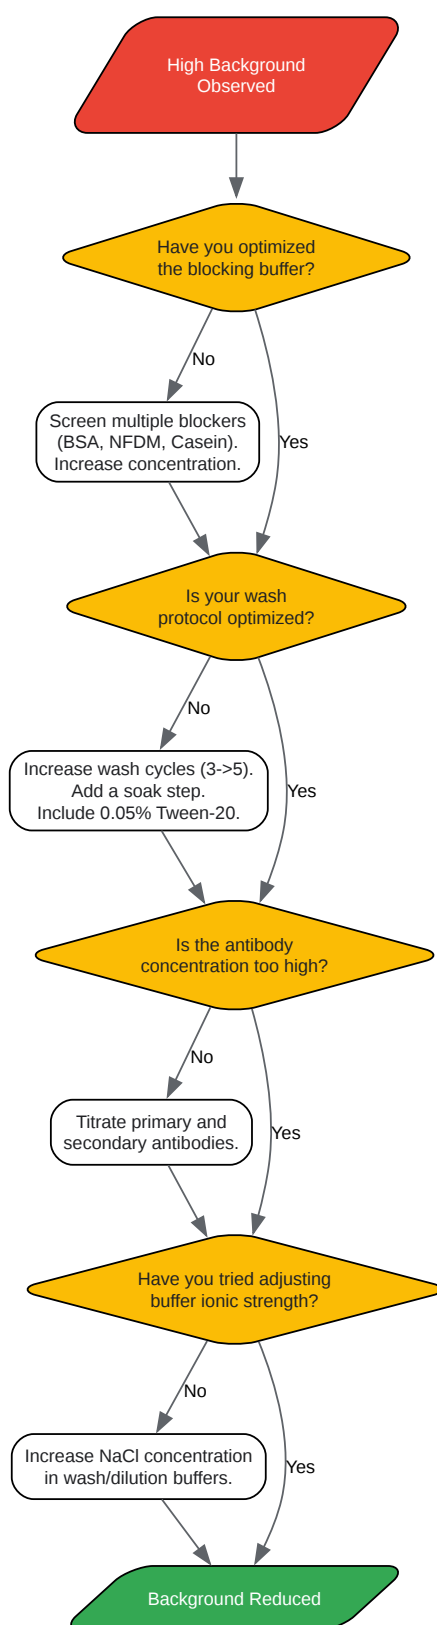 High Background
Observed
Have you optimized
the blocking buffer?
No
Screen multiple blockers
(BSA, NFDM, Casein).
Increase concentration.
Yes
Is your wash
protocol optimized?
No
Increase wash cycles (3->5).
Add a soak step.
Include 0.05% Tween-20.
Yes
Is the antibody
concentration too high?
No
Titrate primary and
secondary antibodies.
Yes
Have you tried adjusting
buffer ionic strength?
No
Increase NaCl concentration
in wash/dilution buffers.
Yes
Background Reduced